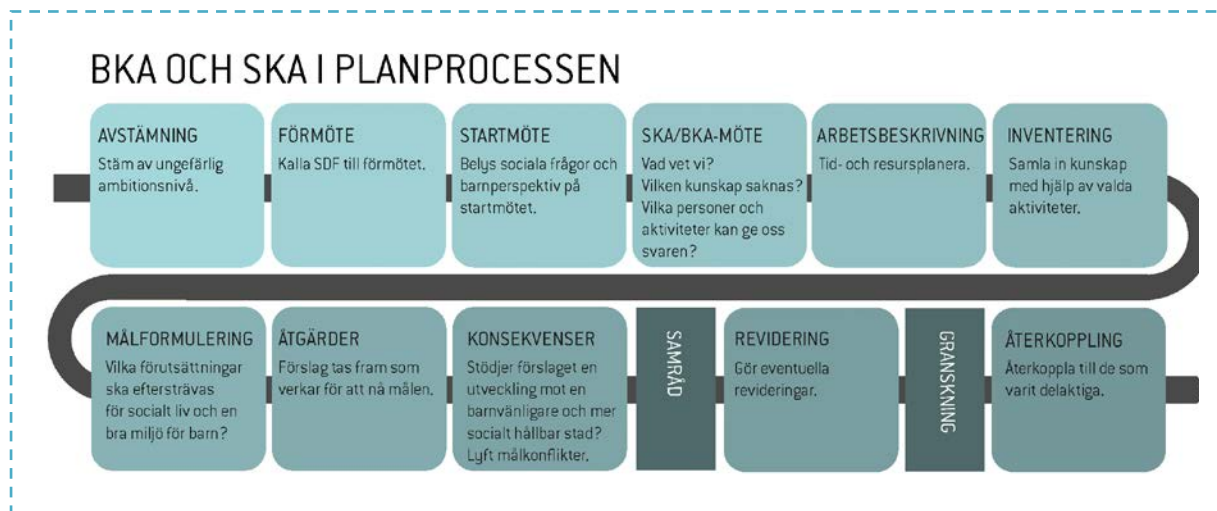 BKA OCH SKA I PLANPROCESSEN
AVSTÄMNING
Stäm av ungefärlig
ambitionsnivå.
FÖRMÖTE
Kalla SDF till förmötet.
STARTMÖTE
Belys sociala frågor och
barnperspektiv på
startmötet.
SKA/BKA-MÖTE
Vad vet vi?
Vilken kunskap saknas?
Vilka personer och
aktiviteter kan ge oss
svaren?
ARBETSBESKRIVNING
Tid- och resursplanera.
INVENTERING
Samla in kunskap
med hjälp av valda
aktiviteter.
MÅLFORMULERING
Vilka förutsättningar
ska eftersträvas
för socialt liv och en
bra miljö för barn?
ÅTGÄRDER
Förslag tas fram som
verkar för att nå målen.
KONSEKVENSER
Stödjer förslaget en
utveckling mot en
barnvänligare och mer
socialt hållbar stad?
Lyft målkonflikter.
SAMRÅD
REVIDERING
Gör eventuella
revideringar.
GRANSKNING
ÅTERKOPPLING
Återkoppla till de som
varit delaktiga.